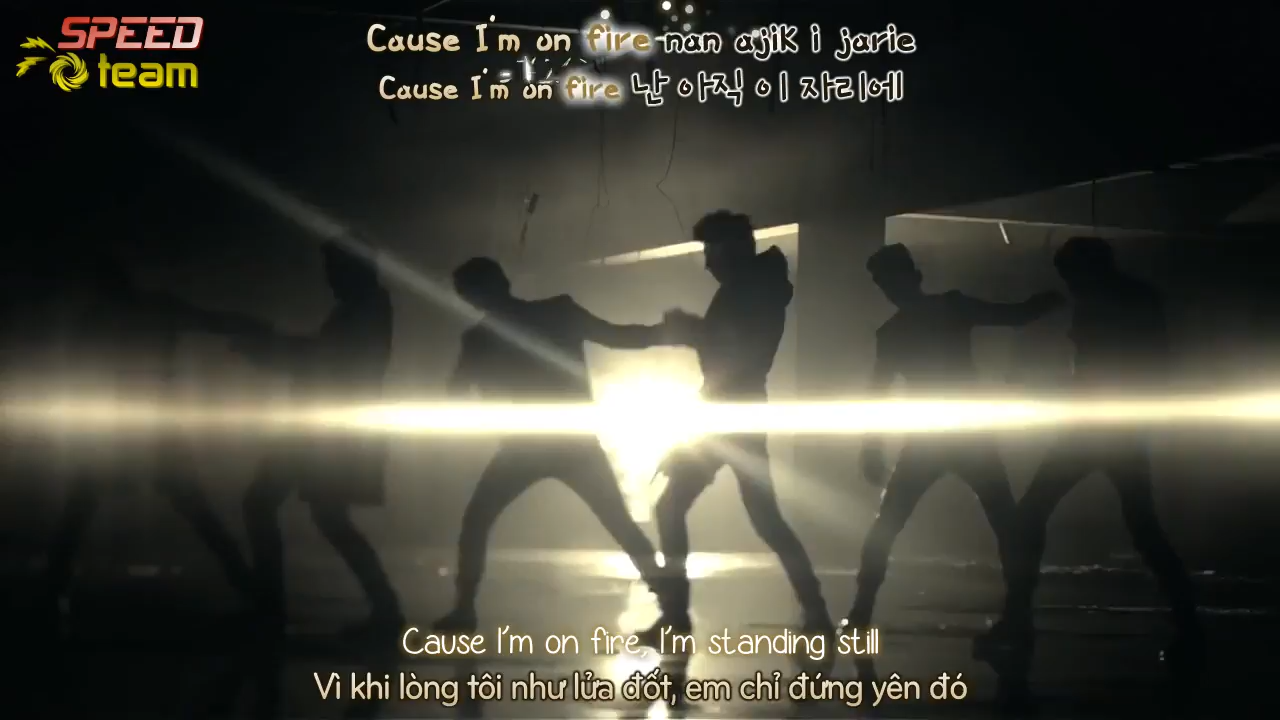 SPEED
team
Cause I'm on fire nan ajik i jarie
Cause I'm on fire 난 아직 이 자리에
Cause I'm on fire, I'm standing still
Vì khi lòng tôi như lửa đốt, em chỉ đứng yên đó